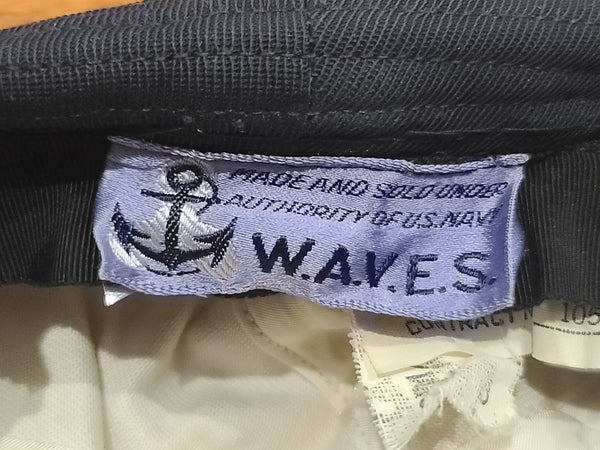 MADE AND SOLD UNDER
AUTHORITY OF U.S. NAVY
W.A.V.E.S.
CONTRACT
105